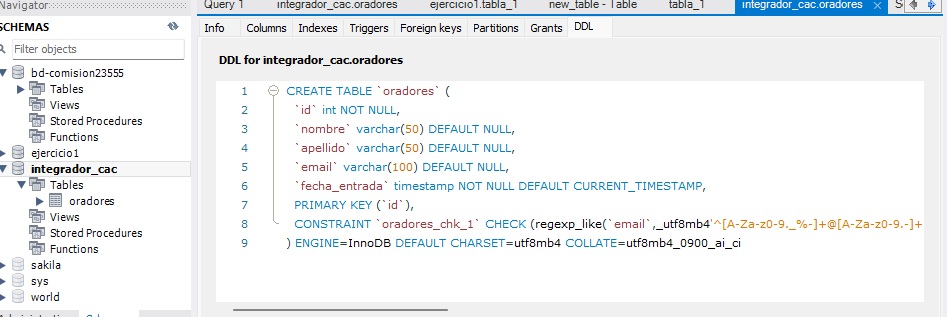 Navigator
Query 1
integrador_cac.oradores
ejercicio1.tabla_1
new_table - Table
tabla_1
integrador_cac.oradores
S
SCHEMAS
Filter objects
bd-comision23555
Tables
Views
Stored Procedures
Functions
ejercicio1
integrador_cac
Tables
oradores
Views
Stored Procedures
Functions
sakila
sys
world
Info Columns Indexes Triggers Foreign keys Partitions Grants DDL
DDL for integrador_cac.oradores
1 CREATE TABLE `oradores` (
2 `id` int NOT NULL,
3 `nombre` varchar(50) DEFAULT NULL,
4 `apellido` varchar(50) DEFAULT NULL,
5 `email` varchar(100) DEFAULT NULL,
6 `fecha_entrada` timestamp NOT NULL DEFAULT CURRENT_TIMESTAMP,
7 PRIMARY KEY (`id`),
8 CONSTRAINT `oradores_chk_1` CHECK (regexp_like(`email`,_utf8mb4'^[A-Za-z0-9._%-]+@[A-Za-z0-9.-]+
9 ) ENGINE=InnoDB DEFAULT CHARSET=utf8mb4 COLLATE=utf8mb4_0900_ai_ci